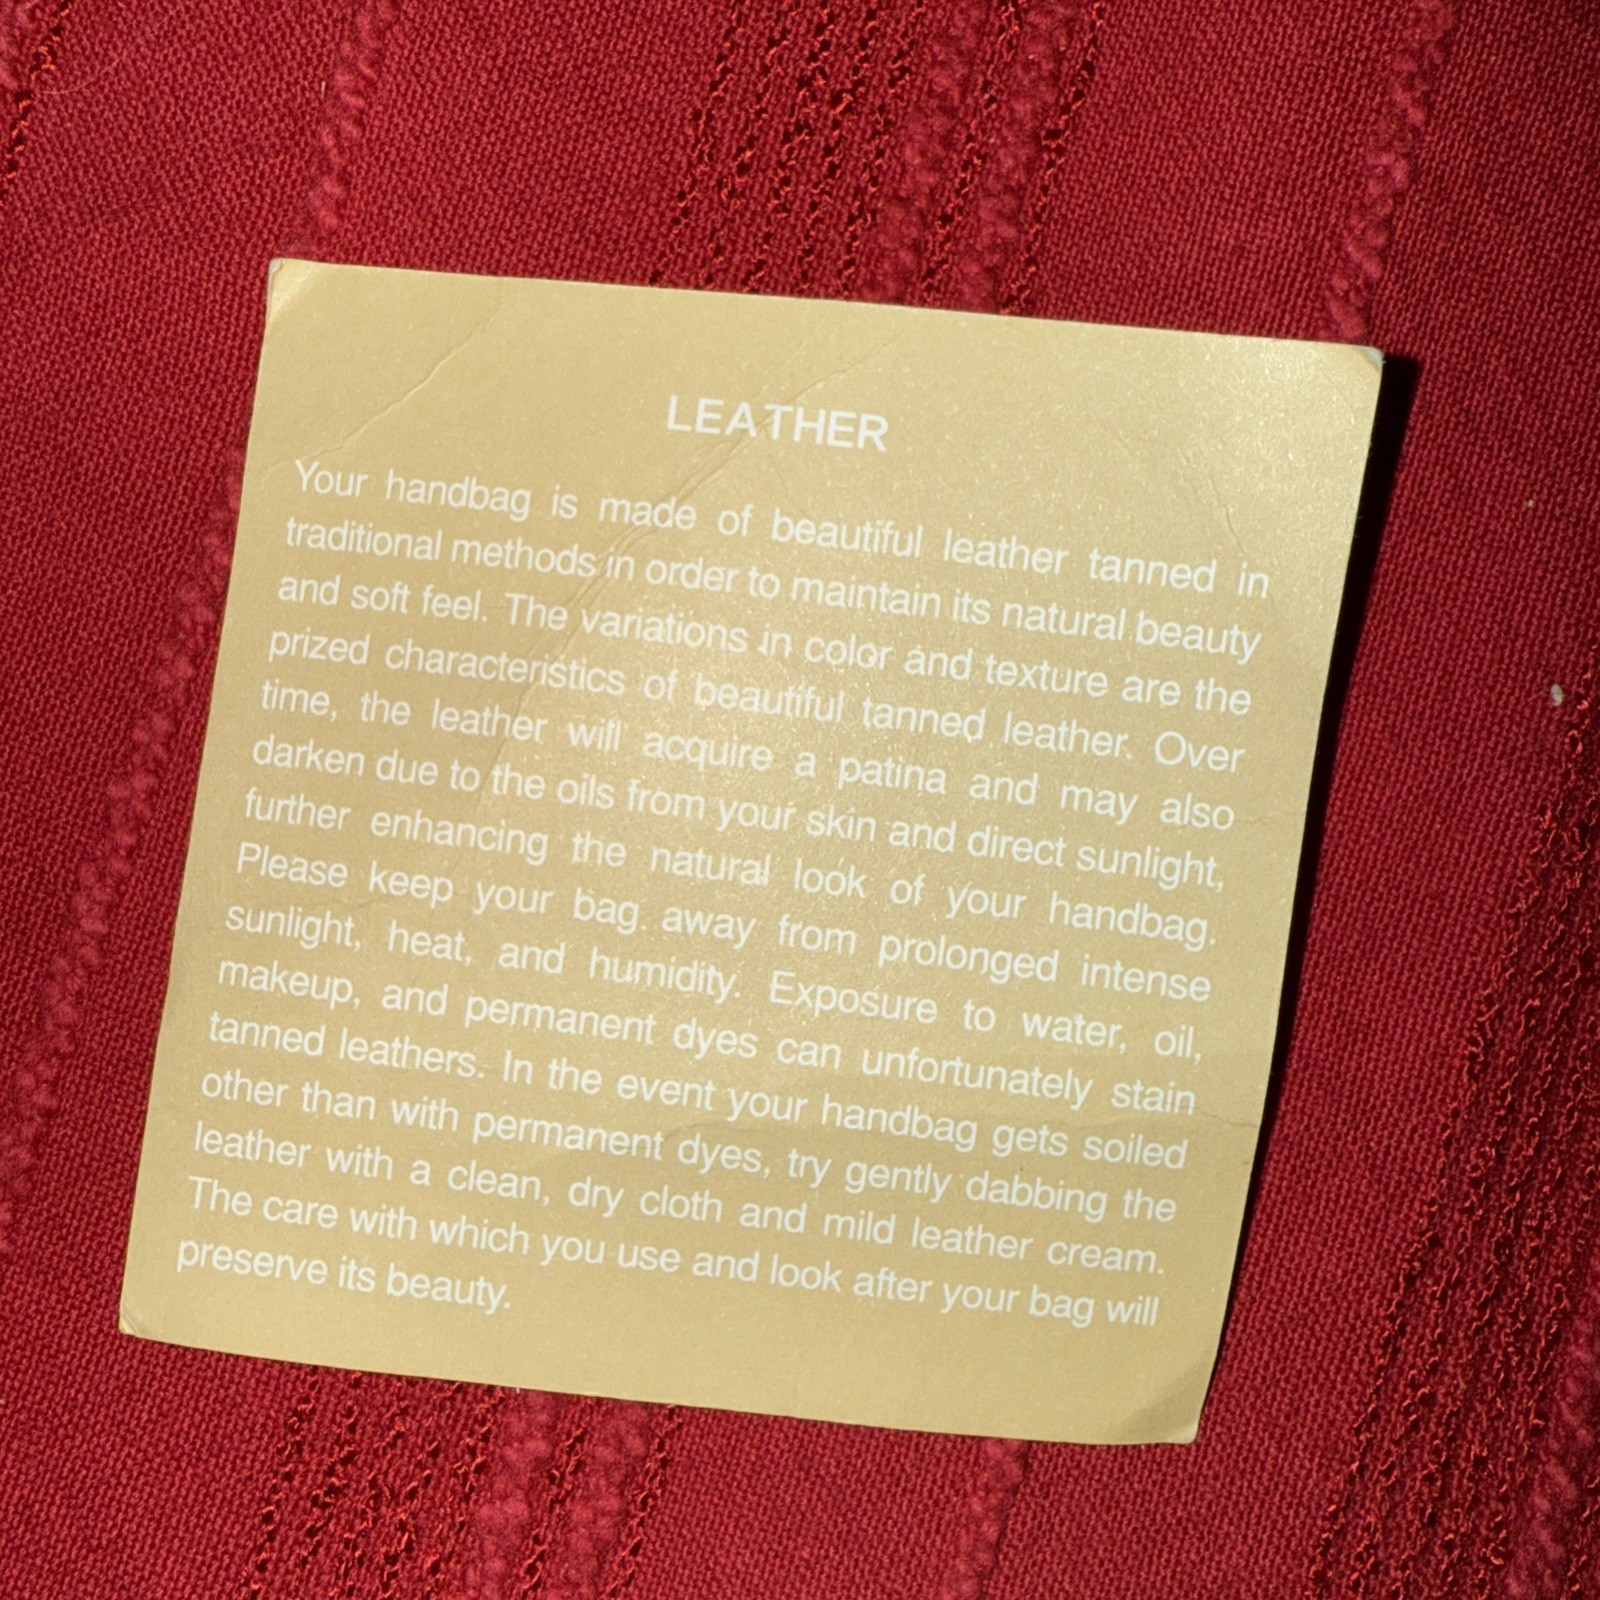 LEATHER
Your handbag is made of beautiful leather tanned in
traditional methods in order to maintain its natural beauty
and soft feel. The variations in color and texture are the
prized characteristics of beautiful tanned leather. Over
time, the leather will acquire a patina and may also
darken due to the oils from your skin and direct sunlight,
further enhancing the natural look of your handbag.
Please keep your bag away from prolonged intense
sunlight, heat, and humidity. Exposure to water, oil,
makeup, and permanent dyes can unfortunately stain
tanned leathers. In the event your handbag gets soiled
other than with permanent dyes, try gently dabbing the
leather with a clean, dry cloth and mild leather cream.
The care with which you use and look after your bag will
preserve its beauty.